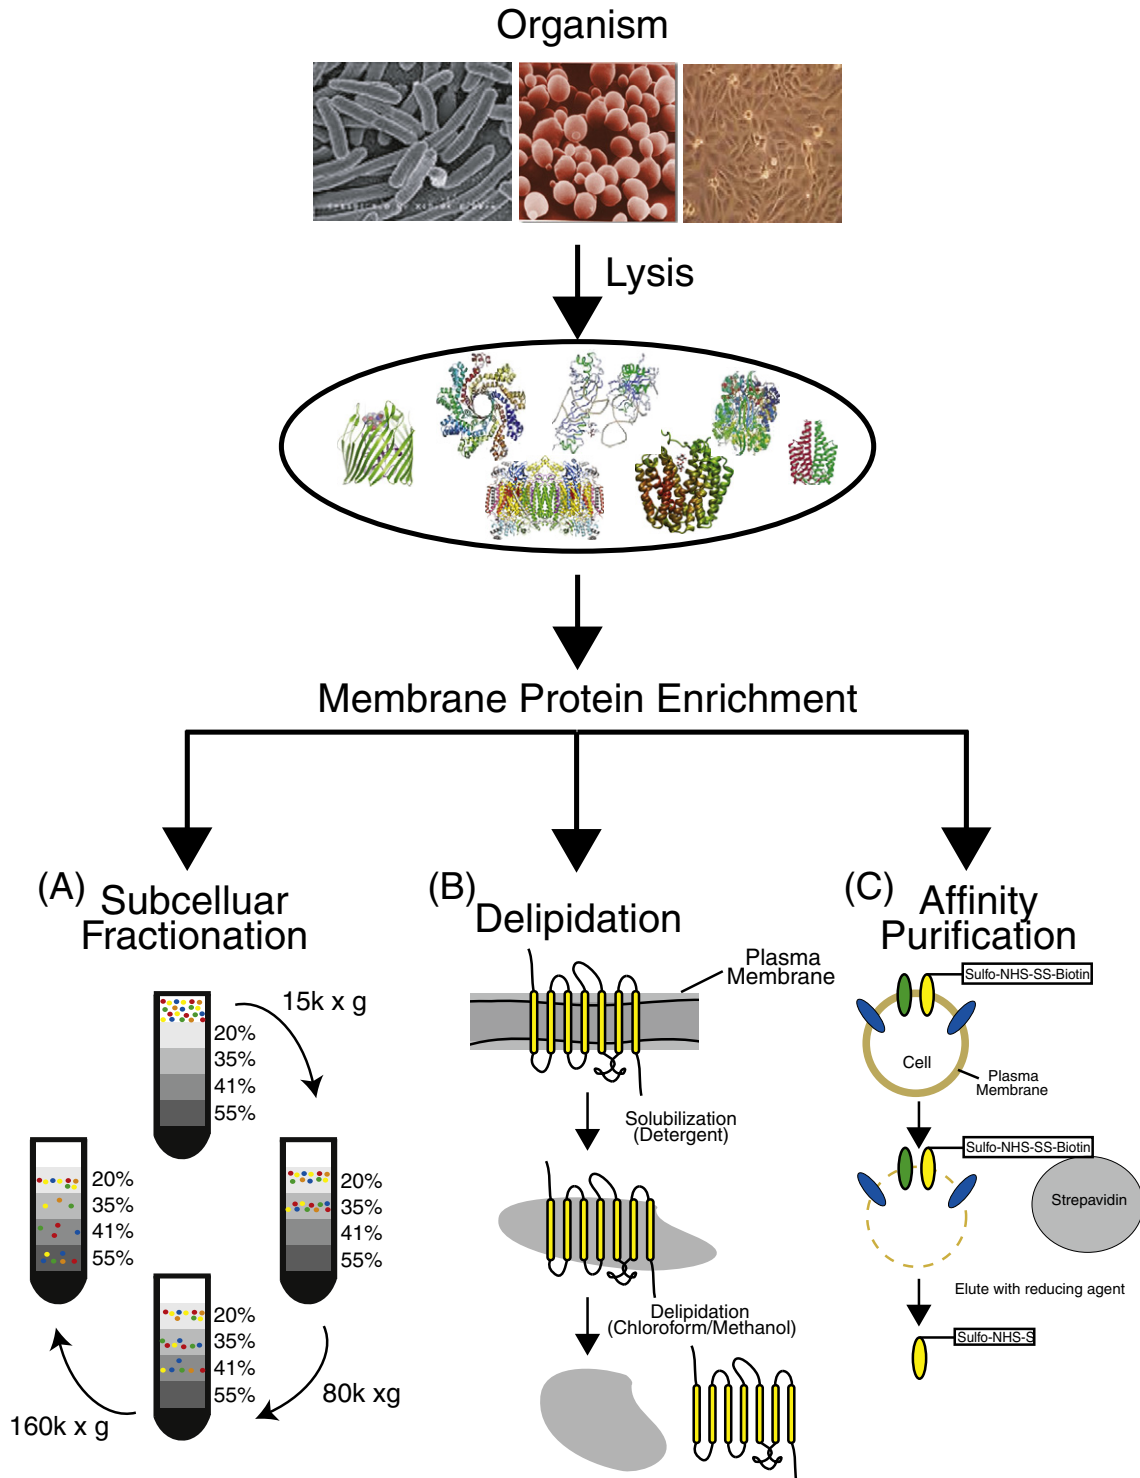 Organism
Lysis
Membrane Protein Enrichment
(A)
Subcelluar
Fractionation
15k x g
20%
35%
41%
55%
20%
35%
41%
55%
80k xg
20%
35%
41%
55%
160k x g
20%
35%
41%
55%
(B)
Delipidation
Plasma
Membrane
Solubilization
(Detergent)
Delipidation
(Chloroform/Methanol)
(C)
Affinity
Purification
Sulfo-NHS-SS-Biotin
Cell
Plasma
Membrane
Sulfo-NHS-SS-Biotin
Strepavidin
Elute with reducing agent
Sulfo-NHS-S